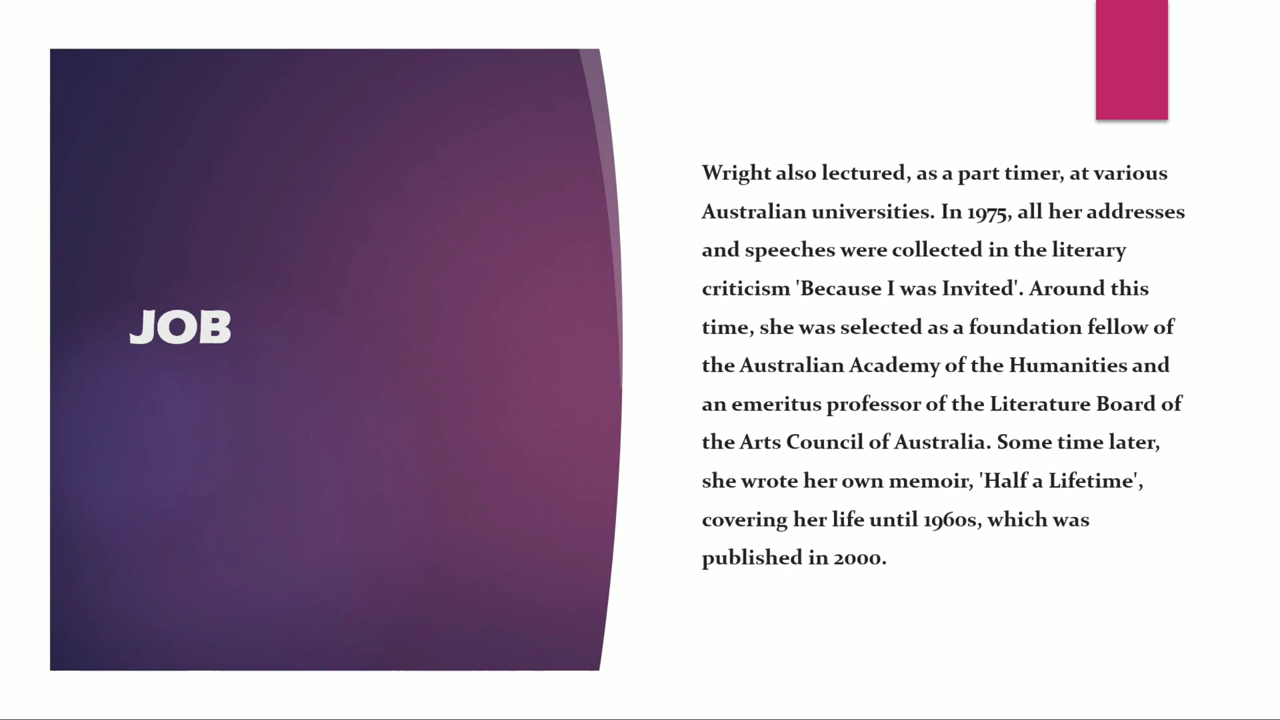 JOB
Wright also lectured, as a part timer, at various
Australian universities. In 1975, all her addresses
and speeches were collected in the literary
criticism 'Because I was Invited'. Around this
time, she was selected as a foundation fellow of
the Australian Academy of the Humanities and
an emeritus professor of the Literature Board of
the Arts Council of Australia. Some time later,
she wrote her own memoir, 'Half a Lifetime',
covering her life until 1960s, which was
published in 2000.